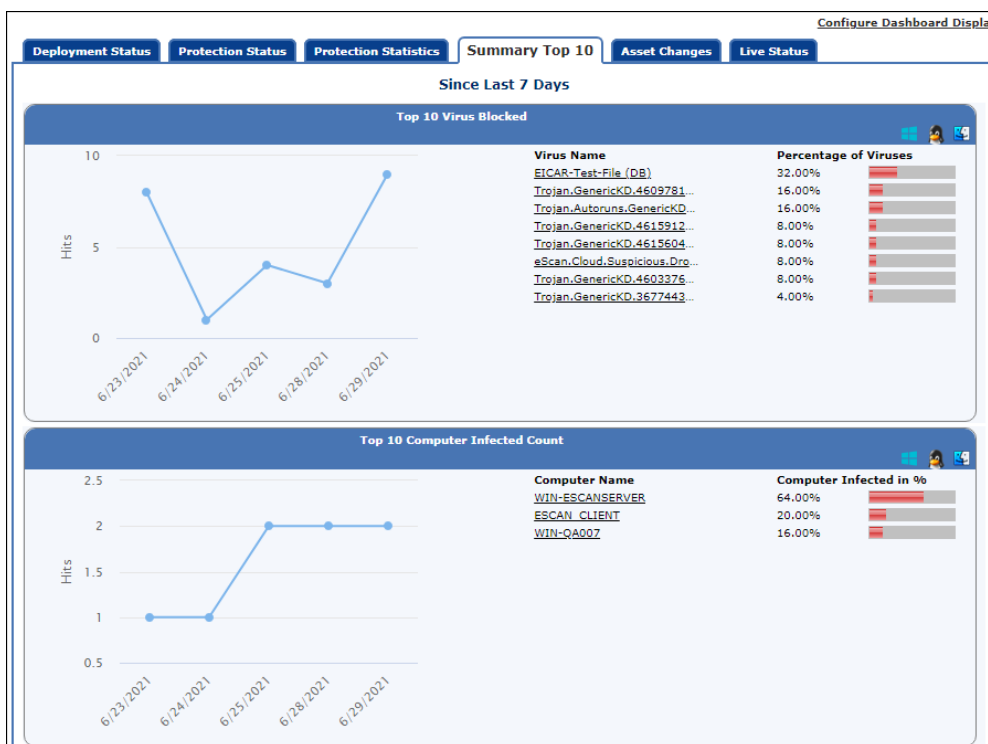 Configure Dashboard Displa
Deployment Status Protection Status Protection Statistics Summary Top 10 Asset Changes Live Status
Since Last 7 Days
Top 10 Virus Blocked
10
5
0
Hits
6/23/2021 6/24/2021 6/25/2021 6/28/2021 6/29/2021
Virus Name Percentage of Viruses
EICAR-Test-File (DB) 32.00%
Trojan.GenericKD.4609781... 16.00%
Trojan.Autoruns.GenericKD... 16.00%
Trojan.GenericKD.4615912... 8.00%
Trojan.GenericKD.4615604... 8.00%
eScan.Cloud.Suspicious.Dro... 8.00%
Trojan.GenericKD.4603376... 8.00%
Trojan.GenericKD.3677443... 4.00%
Top 10 Computer Infected Count
2.5
2
1.5
1
0.5
Hits
6/23/2021 6/24/2021 6/25/2021 6/28/2021 6/29/2021
Computer Name Computer Infected in %
WIN-ESCANSERVER 64.00%
ESCAN_CLIENT 20.00%
WIN-QA007 16.00%